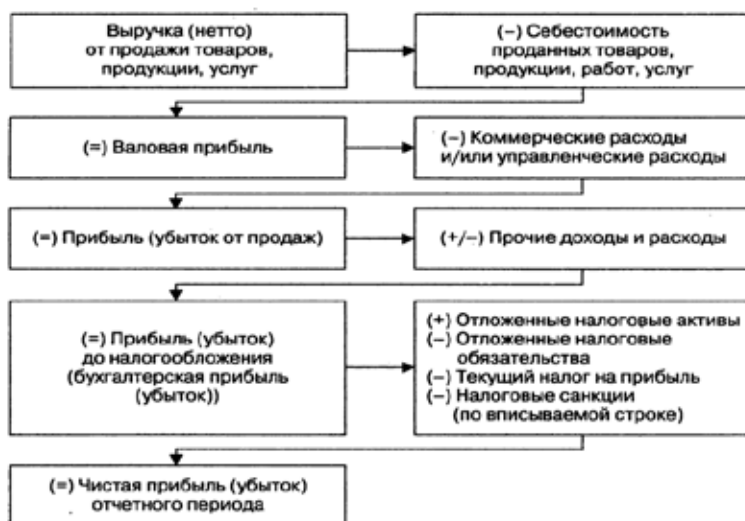 Выручка (нетто)
от продажи товаров,
продукции, услуг
(–) Себестоимость
проданных товаров,
продукции, работ, услуг
(=) Валовая прибыль
(–) Коммерческие расходы
и/или управленческие расходы
(=) Прибыль (убыток от продаж)
(+/–) Прочие доходы и расходы
(=) Прибыль (убыток)
до налогообложения
(бухгалтерская прибыль
(убыток))
(+) Отложенные налоговые активы
(–) Отложенные налоговые
обязательства
(–) Текущий налог на прибыль
(–) Налоговые санкции
(по вписываемой строке)
(=) Чистая прибыль (убыток)
отчетного периода